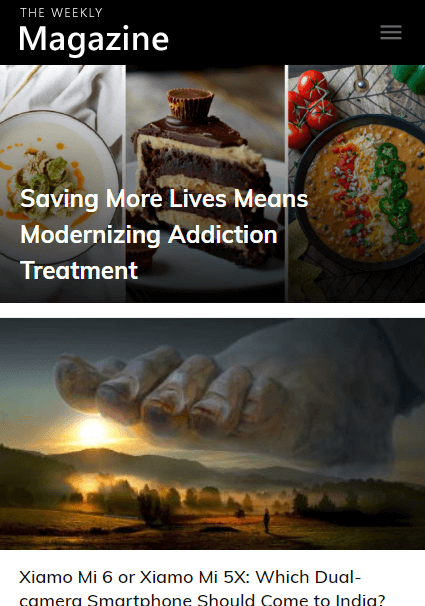 THE WEEKLY
Magazine
Saving More Lives Means
Modernizing Addiction
Treatment
Xiamo Mi 6 or Xiamo Mi 5X: Which Dual-
camera Smartphone Should Come to India?